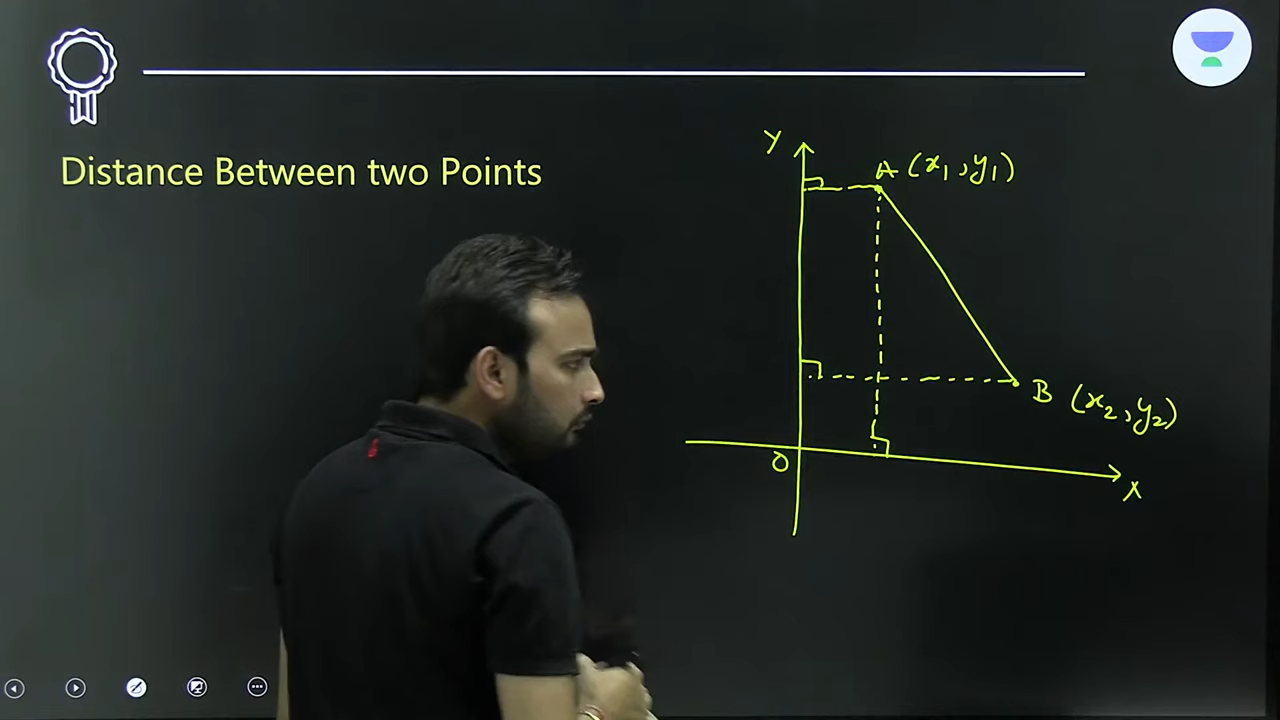 Distance Between two Points
Y
A (x₁, y₁)
B (x₂, y₂)
O
X